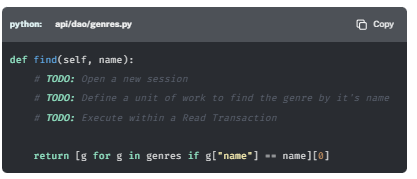 python: api/dao/genres.py Copy
def find(self, name):
# TODO: Open a new session
# TODO: Define a unit of work to find the genre by it's name
# TODO: Execute within a Read Transaction
return [g for g in genres if g["name"] == name][0]